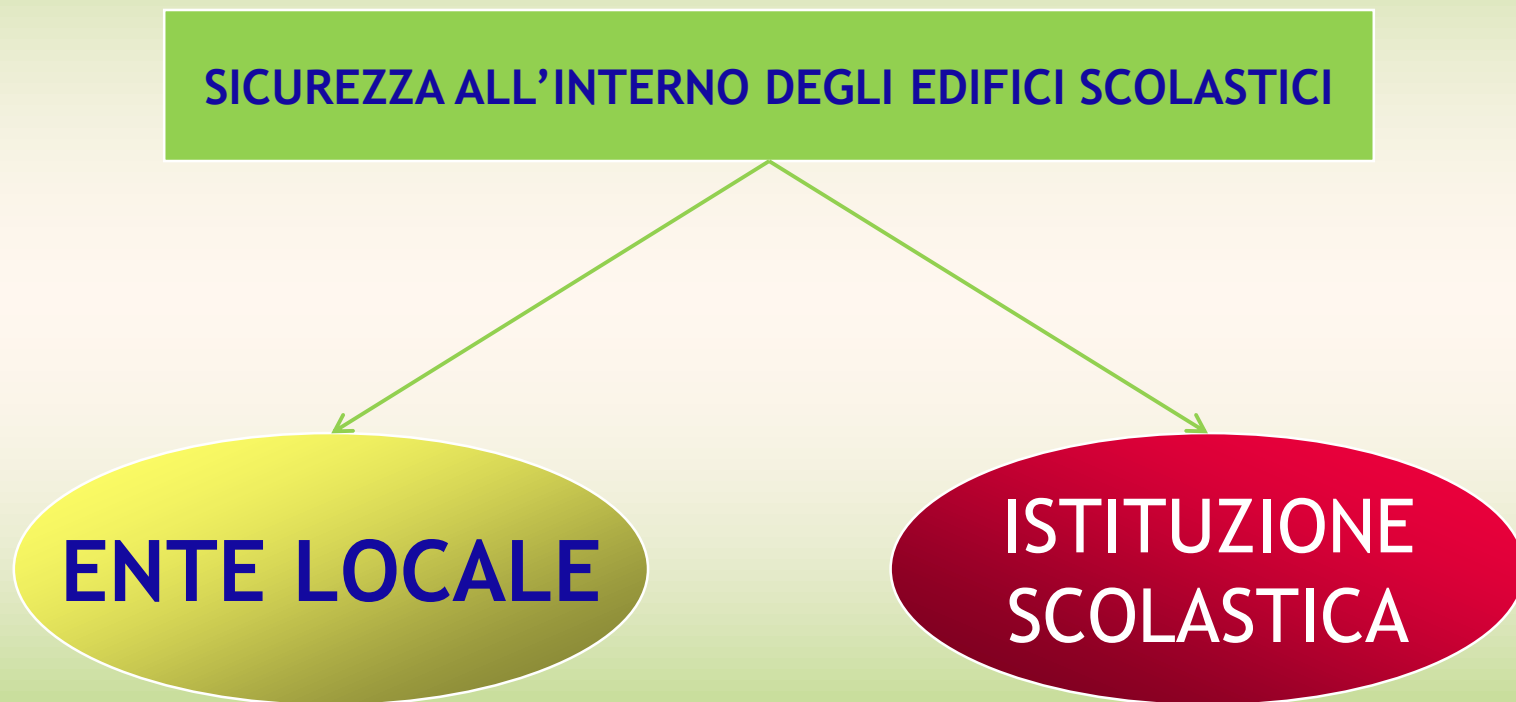 SICUREZZA ALL’INTERNO DEGLI EDIFICI SCOLASTICI
ENTE LOCALE
ISTITUZIONE
SCOLASTICA